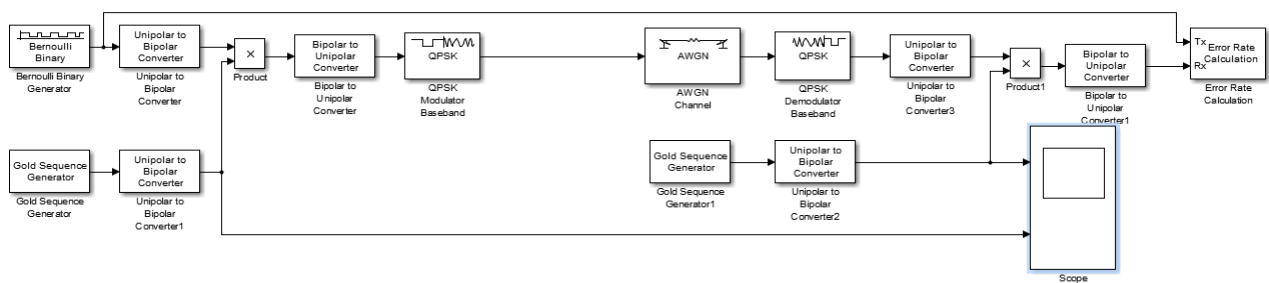 Bernoulli
Binary
Bernoulli Binary
Generator
Unipolar to
Bipolar
Converter
Unipolar to
Bipolar
Converter
×
Product
Bipolar to
Unipolar
Converter
Bipolar to
Unipolar
Converter
QPSK
QPSK
Modulator
Baseband
AWGN
AWGN
Channel
QPSK
QPSK
Demodulator
Baseband
Unipolar to
Bipolar
Converter
Unipolar to
Bipolar
Converter3
×
Product1
Bipolar to
Unipolar
Converter
Bipolar to
Unipolar
Converter1
Tx
Rx
Error Rate
Calculation
Error Rate
Calculation
Gold Sequence
Generator
Gold Sequence
Generator
Unipolar to
Bipolar
Converter
Unipolar to
Bipolar
Converter1
Gold Sequence
Generator
Gold Sequence
Generator1
Unipolar to
Bipolar
Converter
Unipolar to
Bipolar
Converter2
Scope